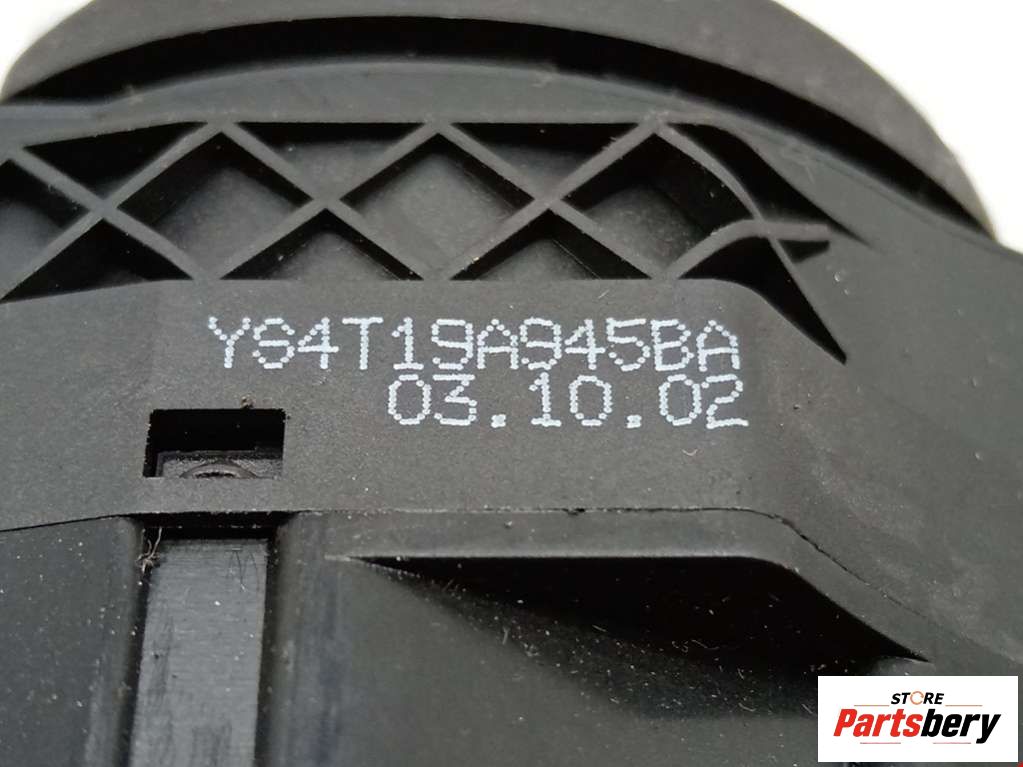 YS4T19A945BA
03.10.02
STORE
Partsbery